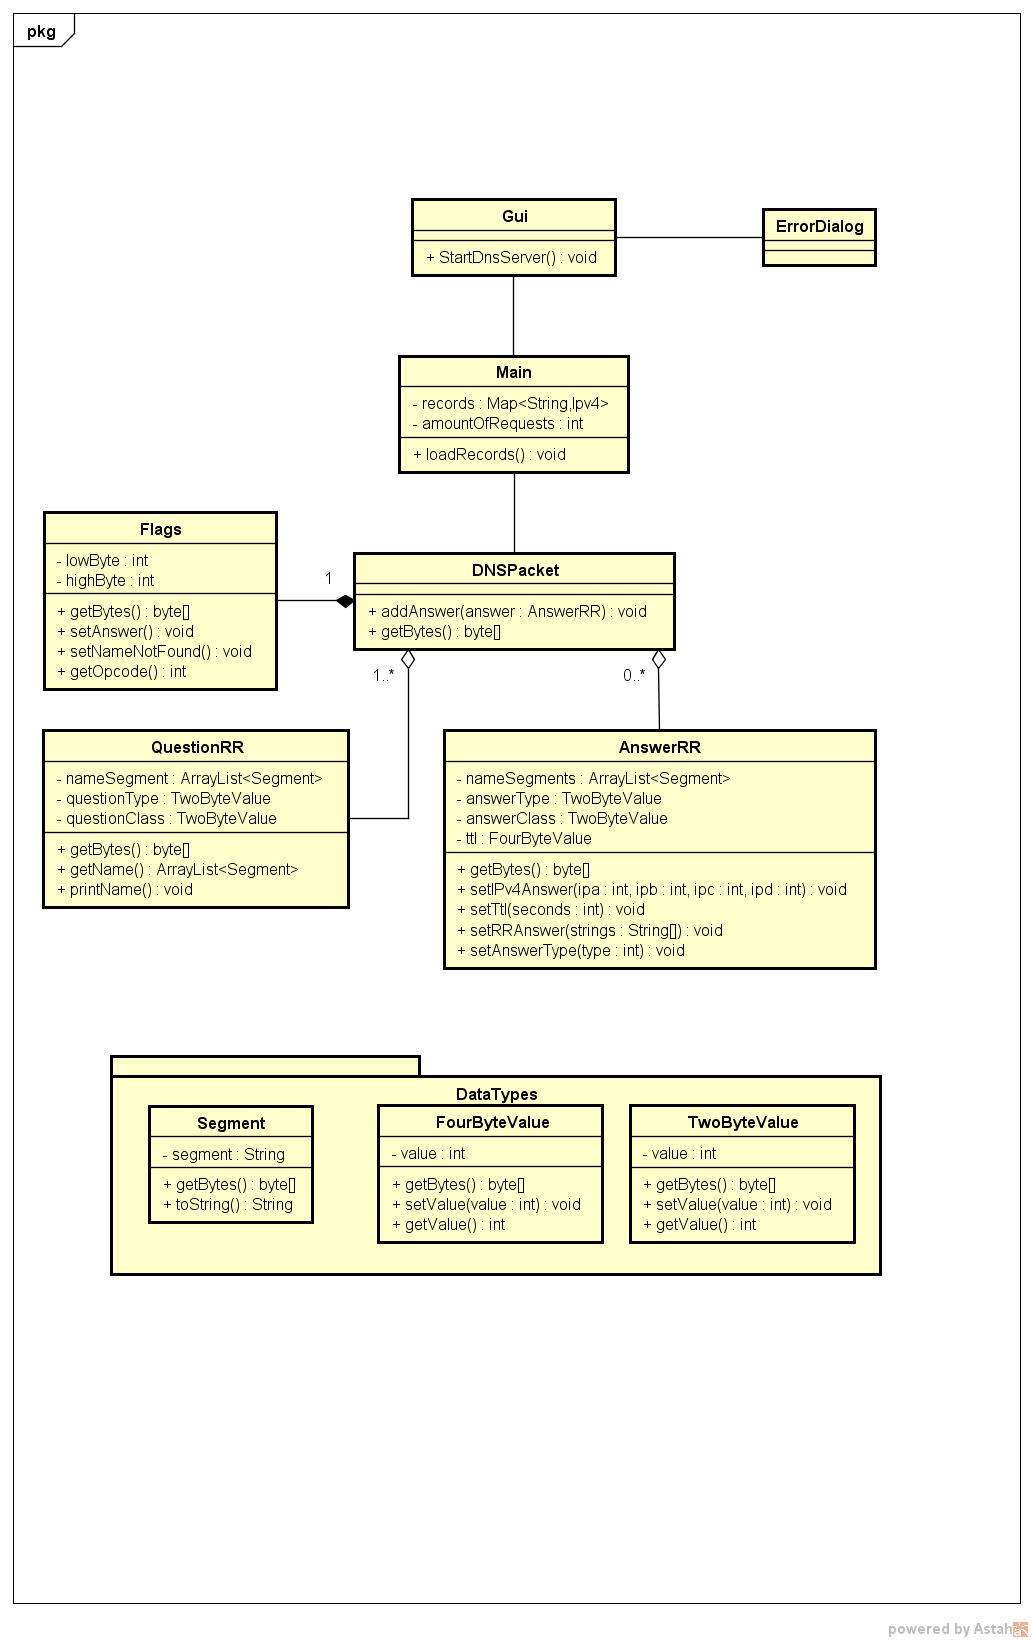 pkg
Gui
+ StartDnsServer() : void
ErrorDialog
Main
- records : Map<String,Ipv4>
- amountOfRequests : int
+ loadRecords() : void
Flags
- lowByte : int
- highByte : int
+ getBytes() : byte[]
+ setAnswer() : void
+ setNameNotFound() : void
+ getOpcode() : int
1
DNSPacket
+ addAnswer(answer : AnswerRR) : void
+ getBytes() : byte[]
1..*
0..*
QuestionRR
- nameSegment : ArrayList<Segment>
- questionType : TwoByteValue
- questionClass : TwoByteValue
+ getBytes() : byte[]
+ getName() : ArrayList<Segment>
+ printName() : void
AnswerRR
- nameSegments : ArrayList<Segment>
- answerType : TwoByteValue
- answerClass : TwoByteValue
- ttl : FourByteValue
+ getBytes() : byte[]
+ setIPv4Answer(ipa : int, ipb : int, ipc : int, ipd : int) : void
+ setTtl(seconds : int) : void
+ setRRAnswer(strings : String[]) : void
+ setAnswerType(type : int) : void
DataTypes
Segment
- segment : String
+ getBytes() : byte[]
+ toString() : String
FourByteValue
- value : int
+ getBytes() : byte[]
+ setValue(value : int) : void
+ getValue() : int
TwoByteValue
- value : int
+ getBytes() : byte[]
+ setValue(value : int) : void
+ getValue() : int
powered by Astah